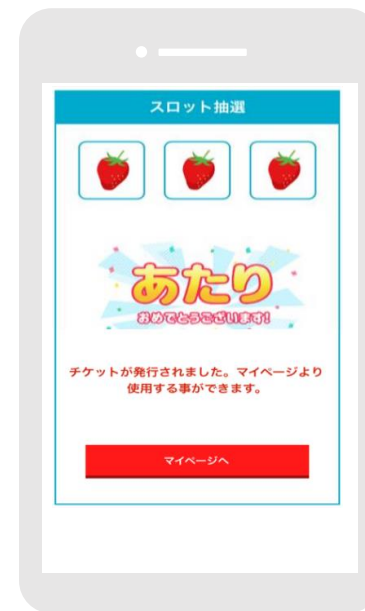 スロット抽選
あたり
おめでとうございます!
チケットが発行されました。マイページより
使用する事ができます。
マイページへ